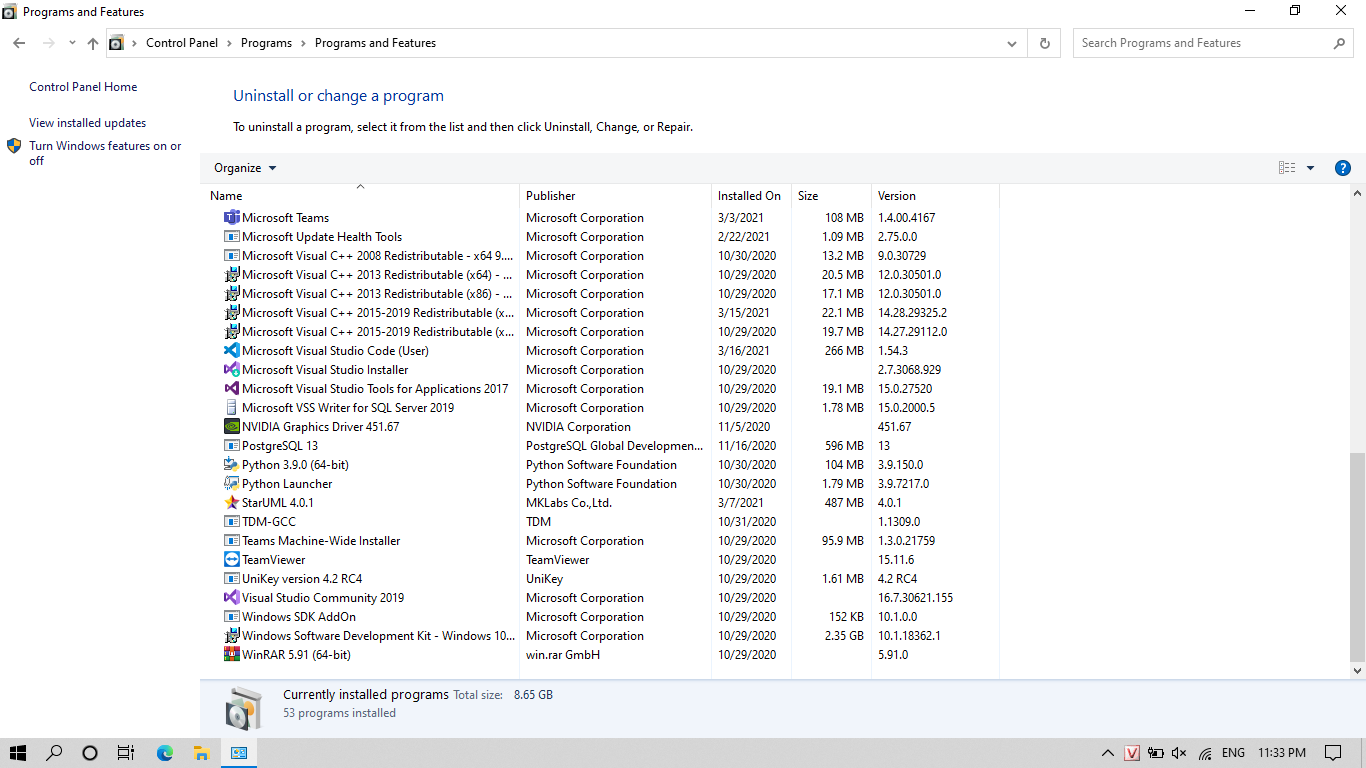 Programs and Features
Control Panel > Programs > Programs and Features
Search Programs and Features
Control Panel Home
View installed updates
Turn Windows features on or
off
Uninstall or change a program
To uninstall a program, select it from the list and then click Uninstall, Change, or Repair.
Organize
Name Publisher Installed On Size Version
Microsoft Teams Microsoft Corporation 3/3/2021 108 MB 1.4.00.4167
Microsoft Update Health Tools Microsoft Corporation 2/22/2021 1.09 MB 2.75.0.0
Microsoft Visual C++ 2008 Redistributable - x64 9.... Microsoft Corporation 10/30/2020 13.2 MB 9.0.30729
Microsoft Visual C++ 2013 Redistributable (x64) - ... Microsoft Corporation 10/29/2020 20.5 MB 12.0.30501.0
Microsoft Visual C++ 2013 Redistributable (x86) - ... Microsoft Corporation 10/29/2020 17.1 MB 12.0.30501.0
Microsoft Visual C++ 2015-2019 Redistributable (x... Microsoft Corporation 3/15/2021 22.1 MB 14.28.29325.2
Microsoft Visual C++ 2015-2019 Redistributable (x... Microsoft Corporation 10/29/2020 19.7 MB 14.27.29112.0
Microsoft Visual Studio Code (User) Microsoft Corporation 3/16/2021 266 MB 1.54.3
Microsoft Visual Studio Installer Microsoft Corporation 10/29/2020 2.7.3068.929
Microsoft Visual Studio Tools for Applications 2017 Microsoft Corporation 10/29/2020 19.1 MB 15.0.27520
Microsoft VSS Writer for SQL Server 2019 Microsoft Corporation 10/29/2020 1.78 MB 15.0.2000.5
NVIDIA Graphics Driver 451.67 NVIDIA Corporation 11/5/2020 451.67
PostgreSQL 13 PostgreSQL Global Developmen... 11/16/2020 596 MB 13
Python 3.9.0 (64-bit) Python Software Foundation 10/30/2020 104 MB 3.9.150.0
Python Launcher Python Software Foundation 10/30/2020 1.79 MB 3.9.7217.0
StarUML 4.0.1 MKLabs Co.,Ltd. 3/7/2021 487 MB 4.0.1
TDM-GCC TDM 10/31/2020 1.1309.0
Teams Machine-Wide Installer Microsoft Corporation 10/29/2020 95.9 MB 1.3.0.21759
TeamViewer TeamViewer 10/29/2020 15.11.6
UniKey version 4.2 RC4 UniKey 10/29/2020 1.61 MB 4.2 RC4
Visual Studio Community 2019 Microsoft Corporation 10/29/2020 16.7.30621.155
Windows SDK AddOn Microsoft Corporation 10/29/2020 152 KB 10.1.0.0
Windows Software Development Kit - Windows 10... Microsoft Corporation 10/29/2020 2.35 GB 10.1.18362.1
WinRAR 5.91 (64-bit) win.rar GmbH 10/29/2020 5.91.0
Currently installed programs Total size: 8.65 GB
53 programs installed
V ENG 11:33 PM